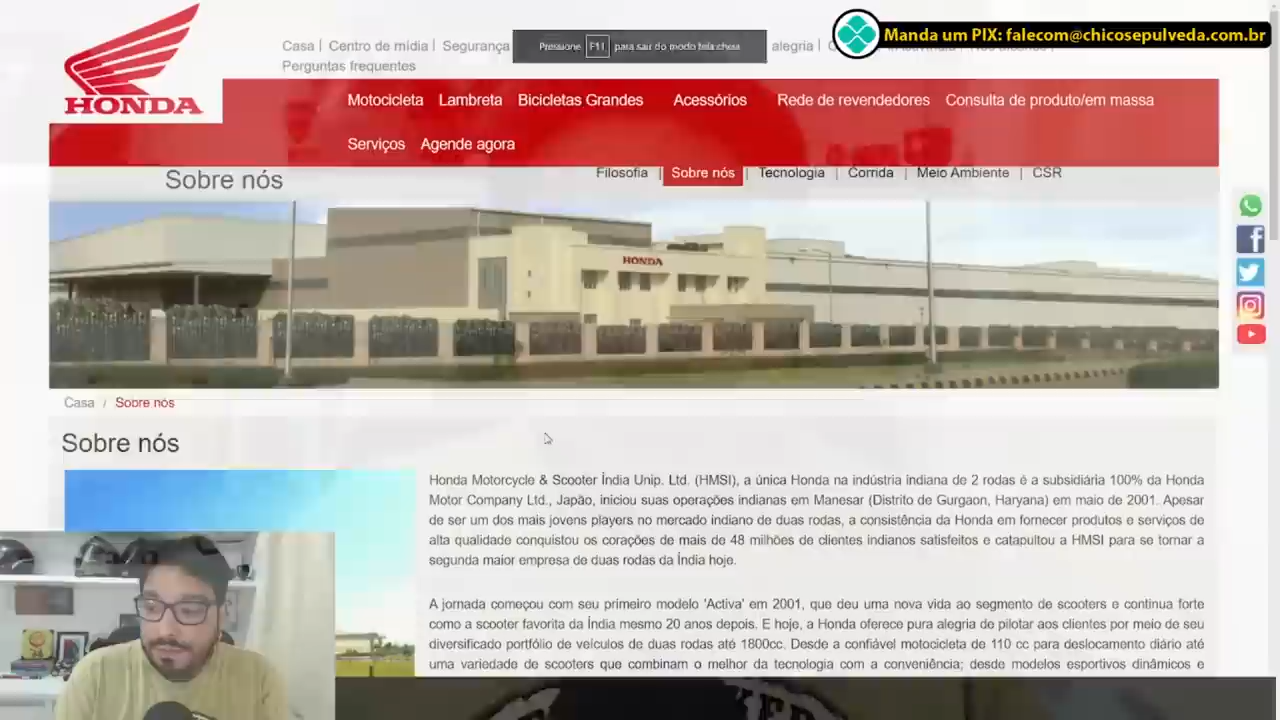 Manda um PIX: falecom@chicosepulveda.com.br
Casa | Centro de mídia | Segurança
Pressione F11 para sair do modo tela cheia
alegria |
Perguntas frequentes
HONDA
Motocicleta Lambreta Bicicletas Grandes Acessórios Rede de revendedores Consulta de produto/em massa
Serviços Agende agora
Sobre nós
Filosofia | Sobre nós | Tecnologia | Corrida | Meio Ambiente | CSR
HONDA
Casa / Sobre nós
Sobre nós
Honda Motorcycle & Scooter Índia Unip. Ltd. (HMSI), a única Honda na indústria indiana de 2 rodas é a subsidiária 100% da Honda
Motor Company Ltd., Japão, iniciou suas operações indianas em Manesar (Distrito de Gurgaon, Haryana) em maio de 2001. Apesar
de ser um dos mais jovens players no mercado indiano de duas rodas, a consistência da Honda em fornecer produtos e serviços de
alta qualidade conquistou os corações de mais de 48 milhões de clientes indianos satisfeitos e catapultou a HMSI para se tornar a
segunda maior empresa de duas rodas da Índia hoje.
A jornada começou com seu primeiro modelo 'Activa' em 2001, que deu uma nova vida ao segmento de scooters e continua forte
como a scooter favorita da Índia mesmo 20 anos depois. E hoje, a Honda oferece pura alegria de pilotar aos clientes por meio de seu
diversificado portfólio de veículos de duas rodas até 1800cc. Desde a confiável motocicleta de 110 cc para deslocamento diário até
uma variedade de scooters que combinam o melhor da tecnologia com a conveniência; desde modelos esportivos dinâmicos e